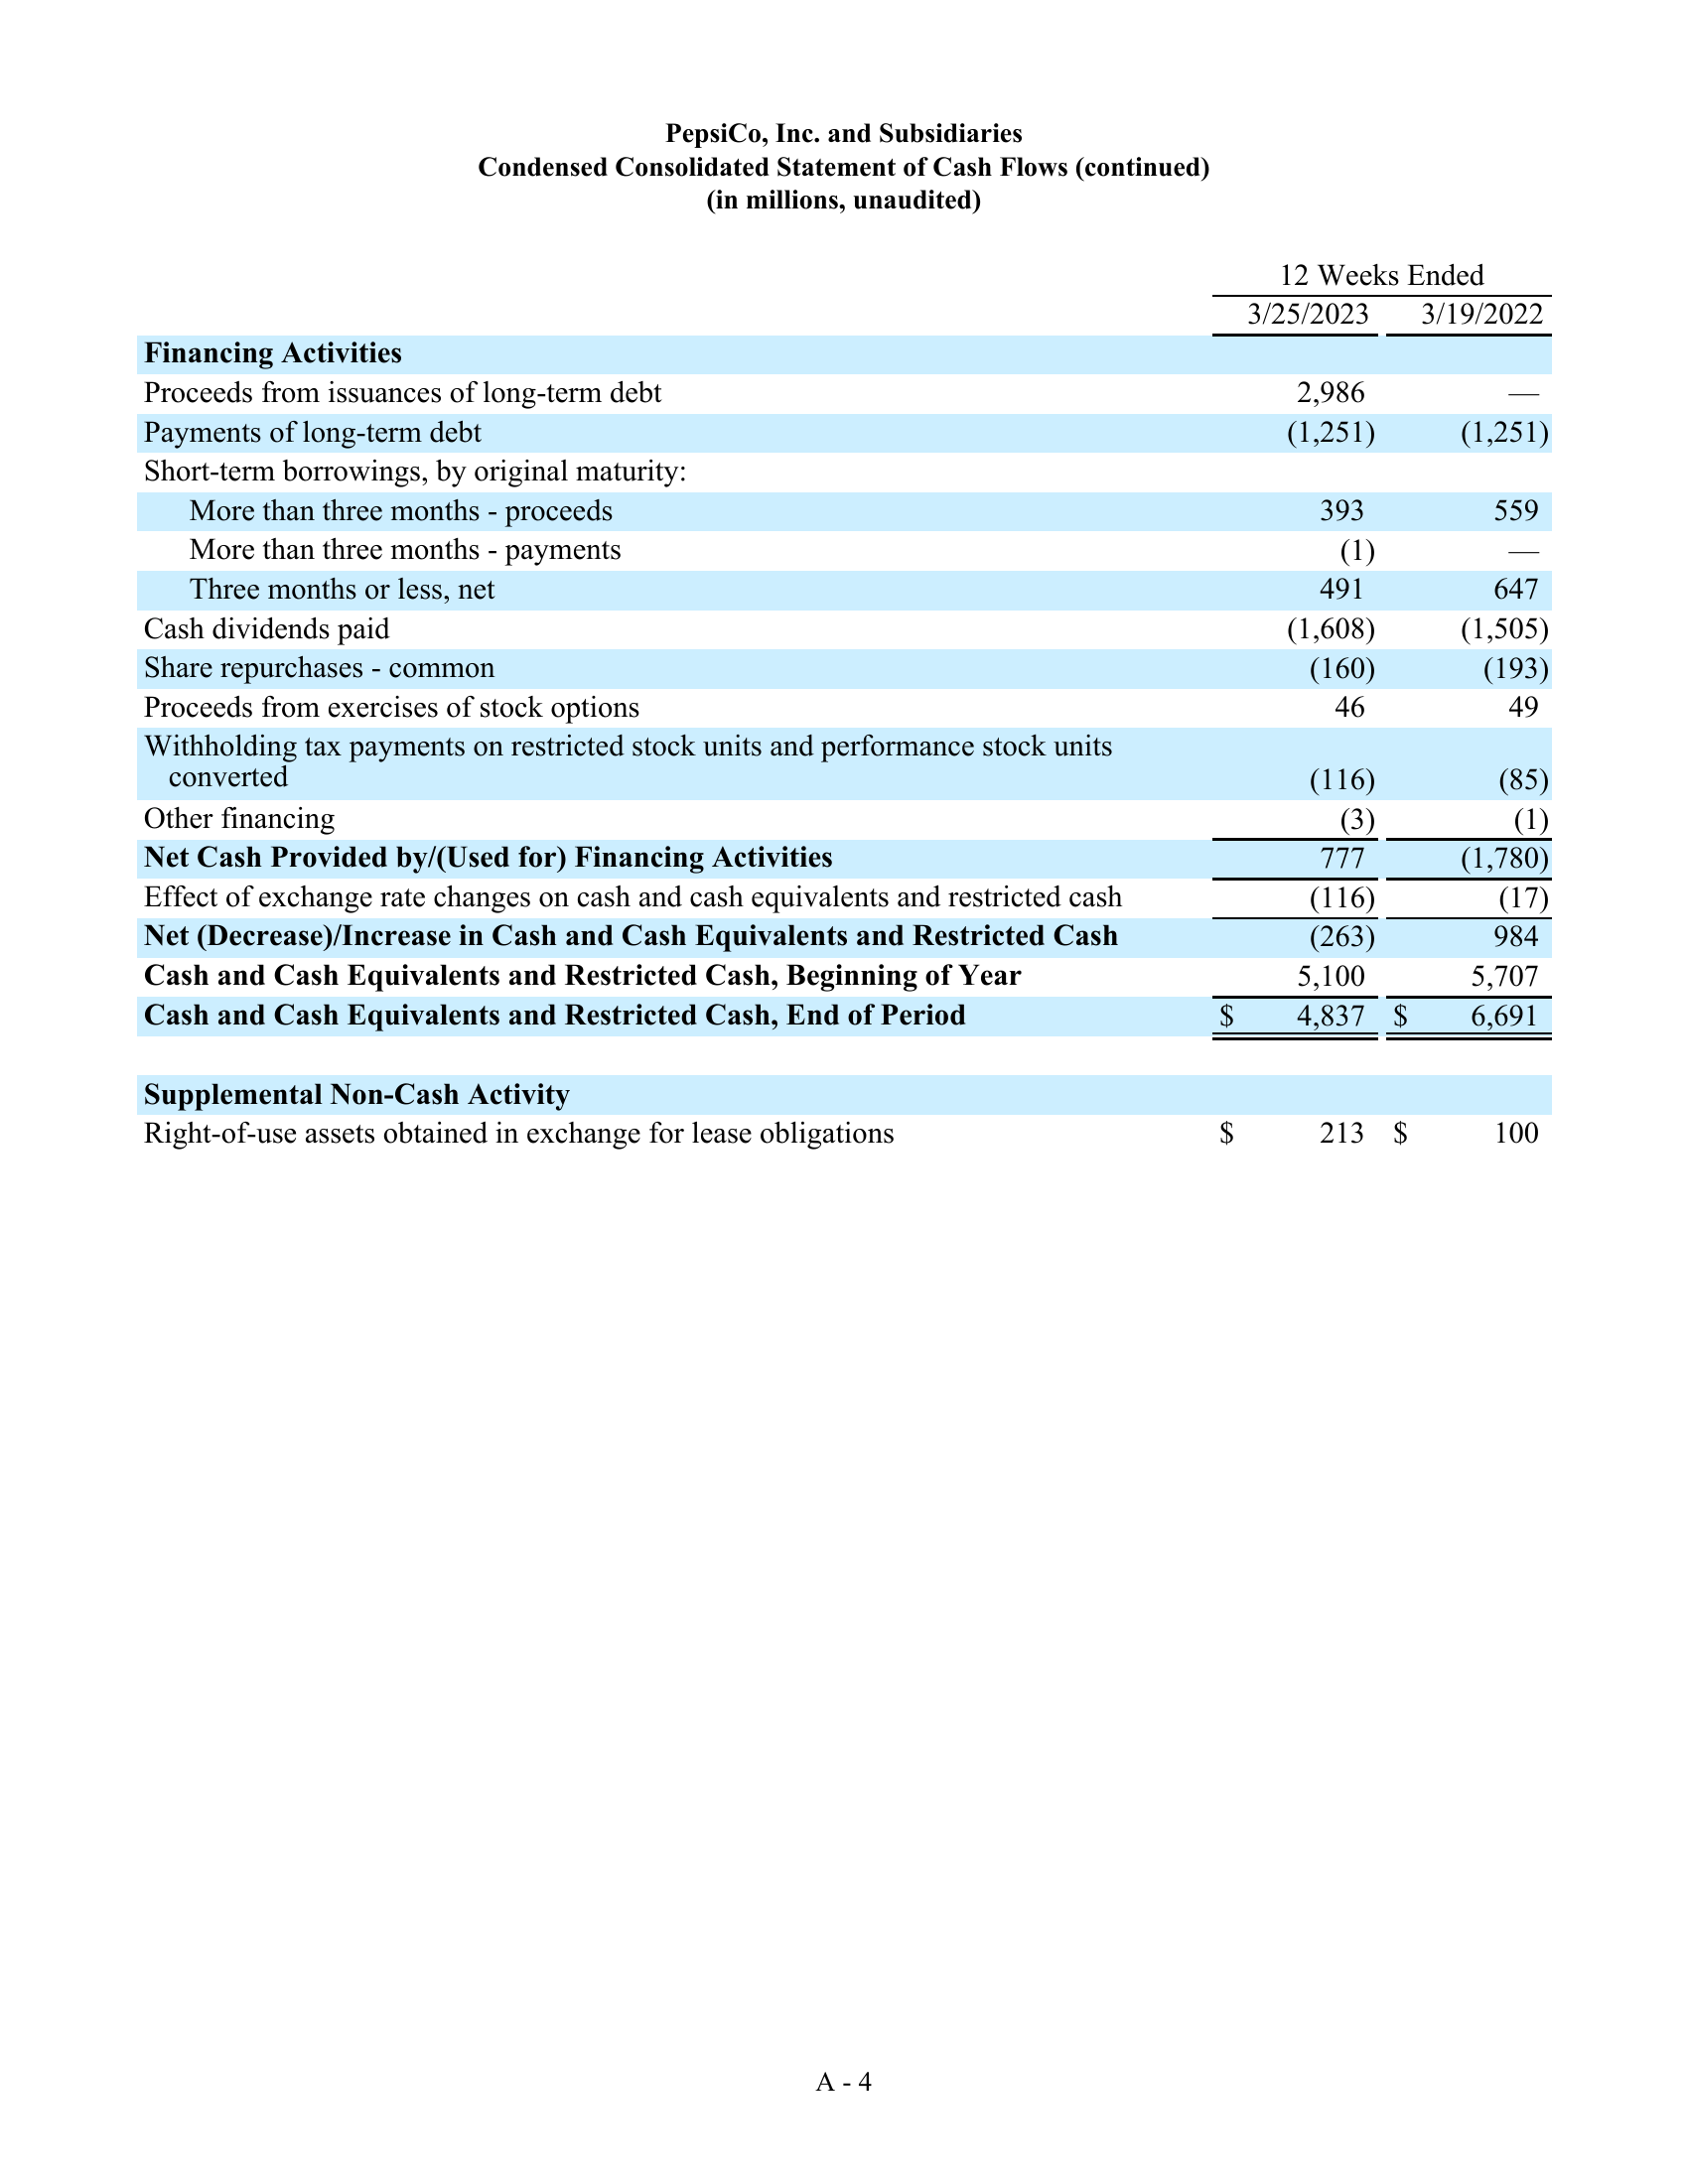 PepsiCo, Inc. and Subsidiaries
Condensed Consolidated Statement of Cash Flows (continued)
(in millions, unaudited)
12 Weeks Ended
3/25/2023 3/19/2022
Financing Activities
Proceeds from issuances of long-term debt 2,986 —
Payments of long-term debt (1,251) (1,251)
Short-term borrowings, by original maturity:
More than three months - proceeds 393 559
More than three months - payments (1) —
Three months or less, net 491 647
Cash dividends paid (1,608) (1,505)
Share repurchases - common (160) (193)
Proceeds from exercises of stock options 46 49
Withholding tax payments on restricted stock units and performance stock units
converted (116) (85)
Other financing (3) (1)
Net Cash Provided by/(Used for) Financing Activities 777 (1,780)
Effect of exchange rate changes on cash and cash equivalents and restricted cash (116) (17)
Net (Decrease)/Increase in Cash and Cash Equivalents and Restricted Cash (263) 984
Cash and Cash Equivalents and Restricted Cash, Beginning of Year 5,100 5,707
Cash and Cash Equivalents and Restricted Cash, End of Period $ 4,837 $ 6,691
Supplemental Non-Cash Activity
Right-of-use assets obtained in exchange for lease obligations $ 213 $ 100
A - 4